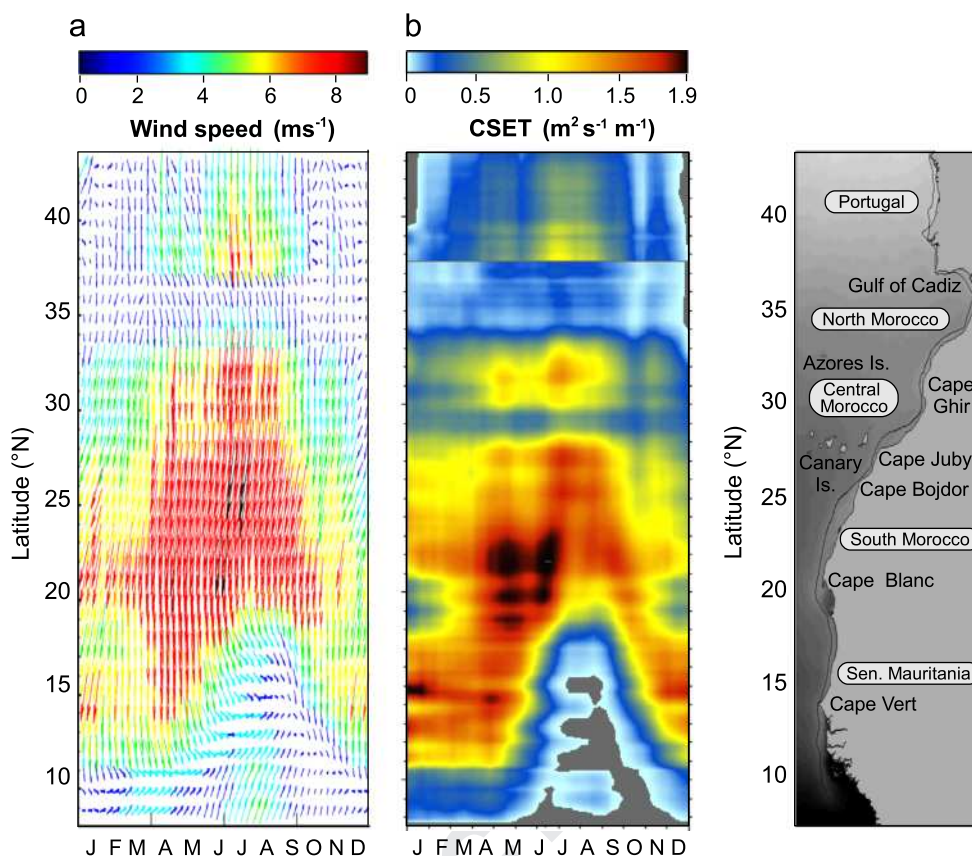 a
b
0 2 4 6 8
Wind speed (ms⁻¹)
0 0.5 1.0 1.5 1.9
CSET (m² s⁻¹ m⁻¹)
Latitude (°N)
40
35
30
25
20
15
10
J F M A M J J A S O N D
J F M A M J J A S O N D
Latitude (°N)
40
35
30
25
20
15
10
Portugal
Gulf of Cadiz
North Morocco
Azores Is.
Central
Morocco
Cape
Ghir
Canary
Is.
Cape Juby
Cape Bojdor
South Morocco
Cape Blanc
Sen. Mauritania
Cape Vert